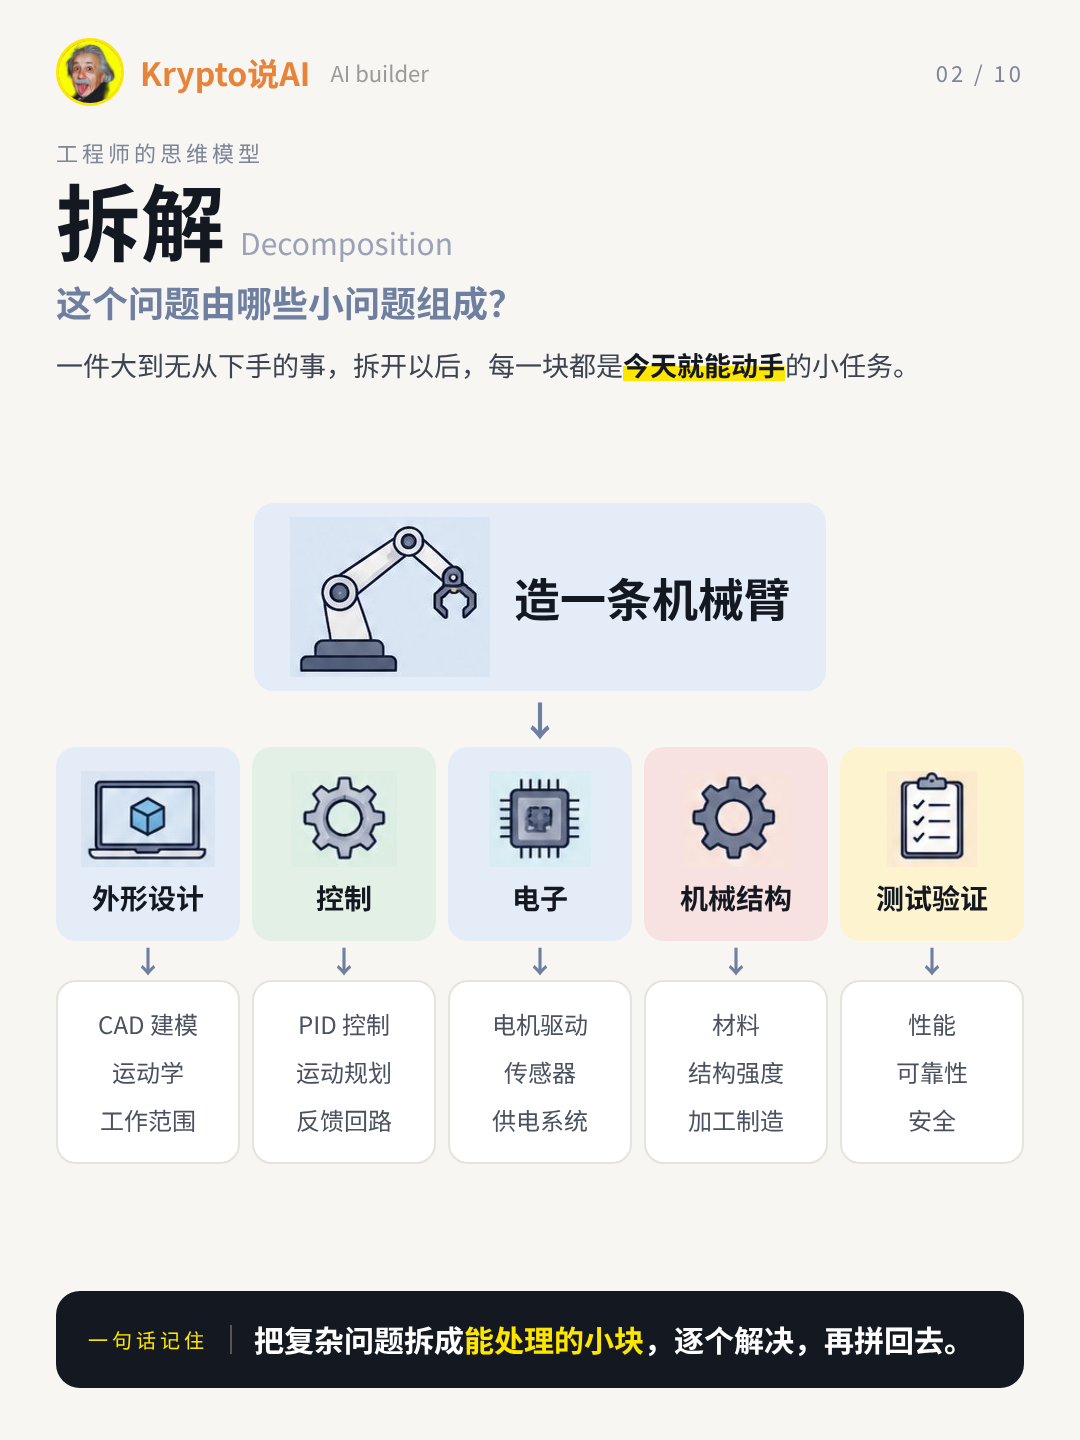 Krypto说AI AI builder 02 / 10
工程师的思维模型
拆解 Decomposition
这个问题由哪些小问题组成?
一件大到无从下手的事，拆开以后，每一块都是今天就能动手的小任务。
造一条机械臂
外形设计
控制
电子
机械结构
测试验证
CAD 建模
运动学
工作范围
PID 控制
运动规划
反馈回路
电机驱动
传感器
供电系统
材料
结构强度
加工制造
性能
可靠性
安全
一句话记住 把复杂问题拆成能处理的小块，逐个解决，再拼回去。